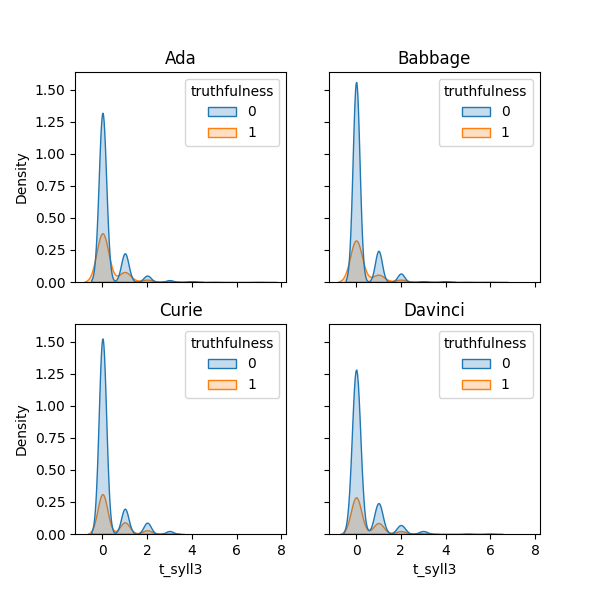 Ada
Babbage
truthfulness
0
1
truthfulness
0
1
Density
1.50
1.25
1.00
0.75
0.50
0.25
0.00
Curie
Davinci
truthfulness
0
1
truthfulness
0
1
Density
1.50
1.25
1.00
0.75
0.50
0.25
0.00
0 2 4 6 8
0 2 4 6 8
t_syll3
t_syll3